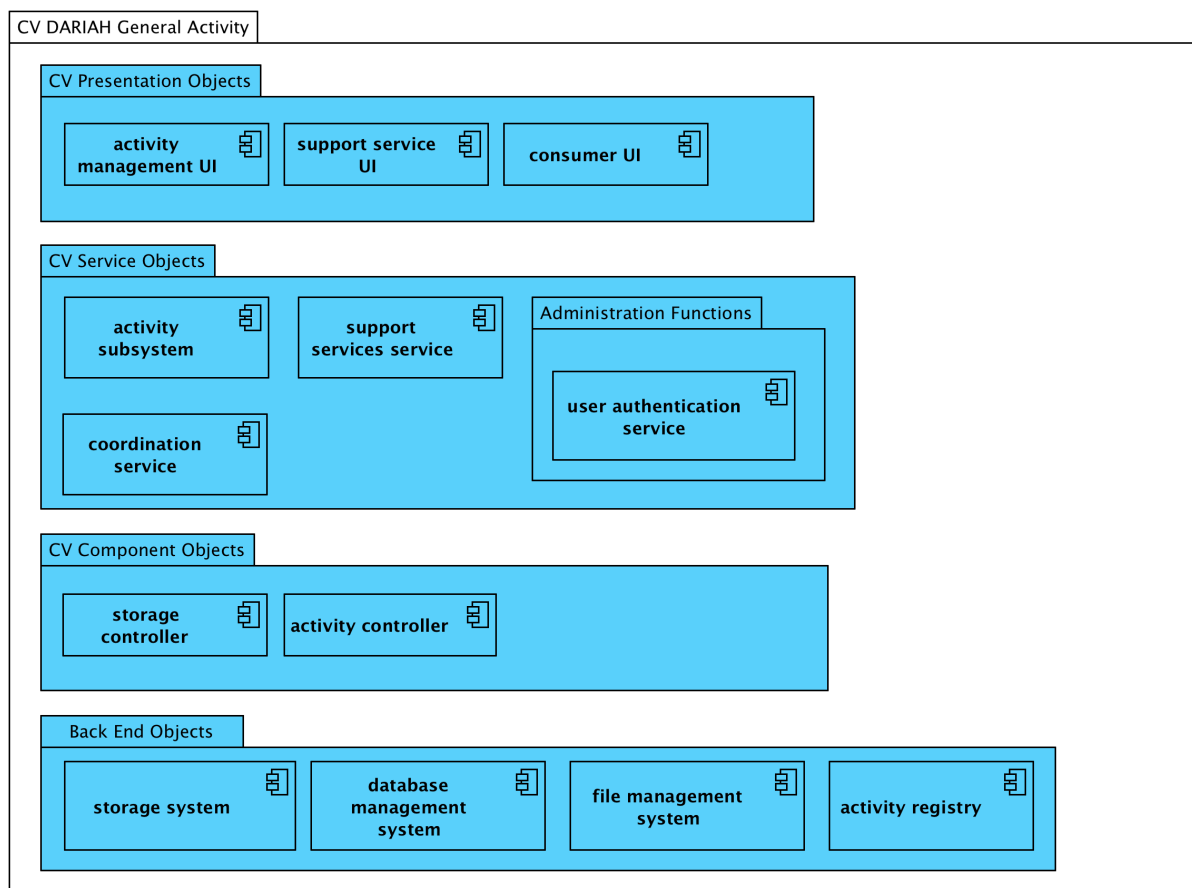 CV DARIAH General Activity
CV Presentation Objects
activity
management UI
support service
UI
consumer UI
CV Service Objects
activity
subsystem
support
services service
Administration Functions
user authentication
service
coordination
service
CV Component Objects
storage
controller
activity controller
Back End Objects
storage system
database
management
system
file management
system
activity registry